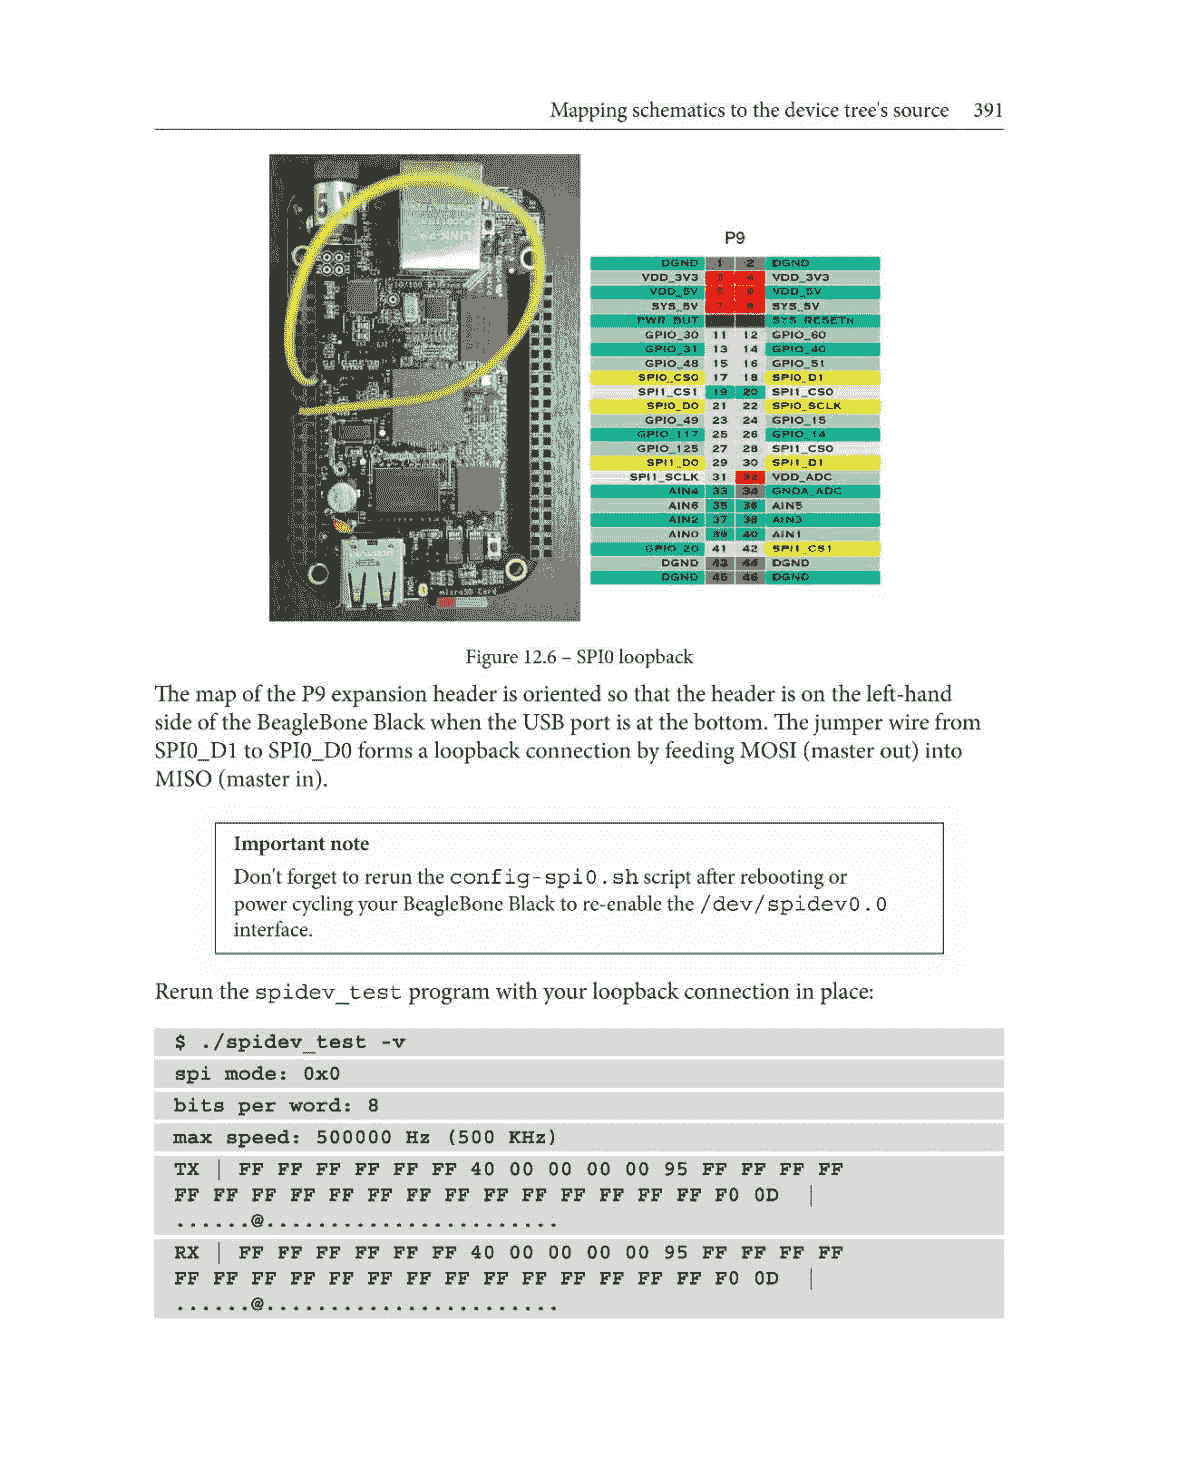 Mapping schematics to the device tree's source 391
P9
DGND 1 2 DGND
VDD_3V3 3 4 VDD_3V3
VDD_5V 5 6 VDD_5V
SYS_5V 7 8 SYS_5V
PWR_BUT SYS_RESETN
GPIO_30 11 12 GPIO_60
GPIO_31 13 14 GPIO_40
GPIO_48 15 16 GPIO_51
SPIO_CSO 17 18 SPIO_D1
SPI1_CS1 19 20 SPI1_CSO
SPIO_DO 21 22 SPIO_SCLK
GPIO_49 23 24 GPIO_15
GPIO_117 25 26 GPIO_14
GPIO_125 27 28 SPI1_CSO
SPI1_DO 29 30 SPI1_D1
SPI1_SCLK 31 32 VDD_ADC
AIN4 33 34 GNDA_ADC
AIN6 35 36 AIN5
AIN2 37 38 AIN3
AINO 39 40 AIN1
GPIO_20 41 42 SPI1_CS1
DGND 43 44 DGND
DGND 45 46 DGND
microSD Card
Figure 12.6 – SPI0 loopback
The map of the P9 expansion header is oriented so that the header is on the left-hand
side of the BeagleBone Black when the USB port is at the bottom. The jumper wire from
SPI0_D1 to SPI0_D0 forms a loopback connection by feeding MOSI (master out) into
MISO (master in).
Important note
Don't forget to rerun the config-spi0.sh script after rebooting or
power cycling your BeagleBone Black to re-enable the /dev/spidev0.0
interface.
Rerun the spidev_test program with your loopback connection in place:
$ ./spidev_test -v
spi mode: 0x0
bits per word: 8
max speed: 500000 Hz (500 KHz)
TX | FF FF FF FF FF FF 40 00 00 00 00 95 FF FF FF FF
FF FF FF FF FF FF FF FF FF FF FF FF FF FF F0 0D |
......@.......................
RX | FF FF FF FF FF FF 40 00 00 00 00 95 FF FF FF FF
FF FF FF FF FF FF FF FF FF FF FF FF FF FF F0 0D |
......@.......................